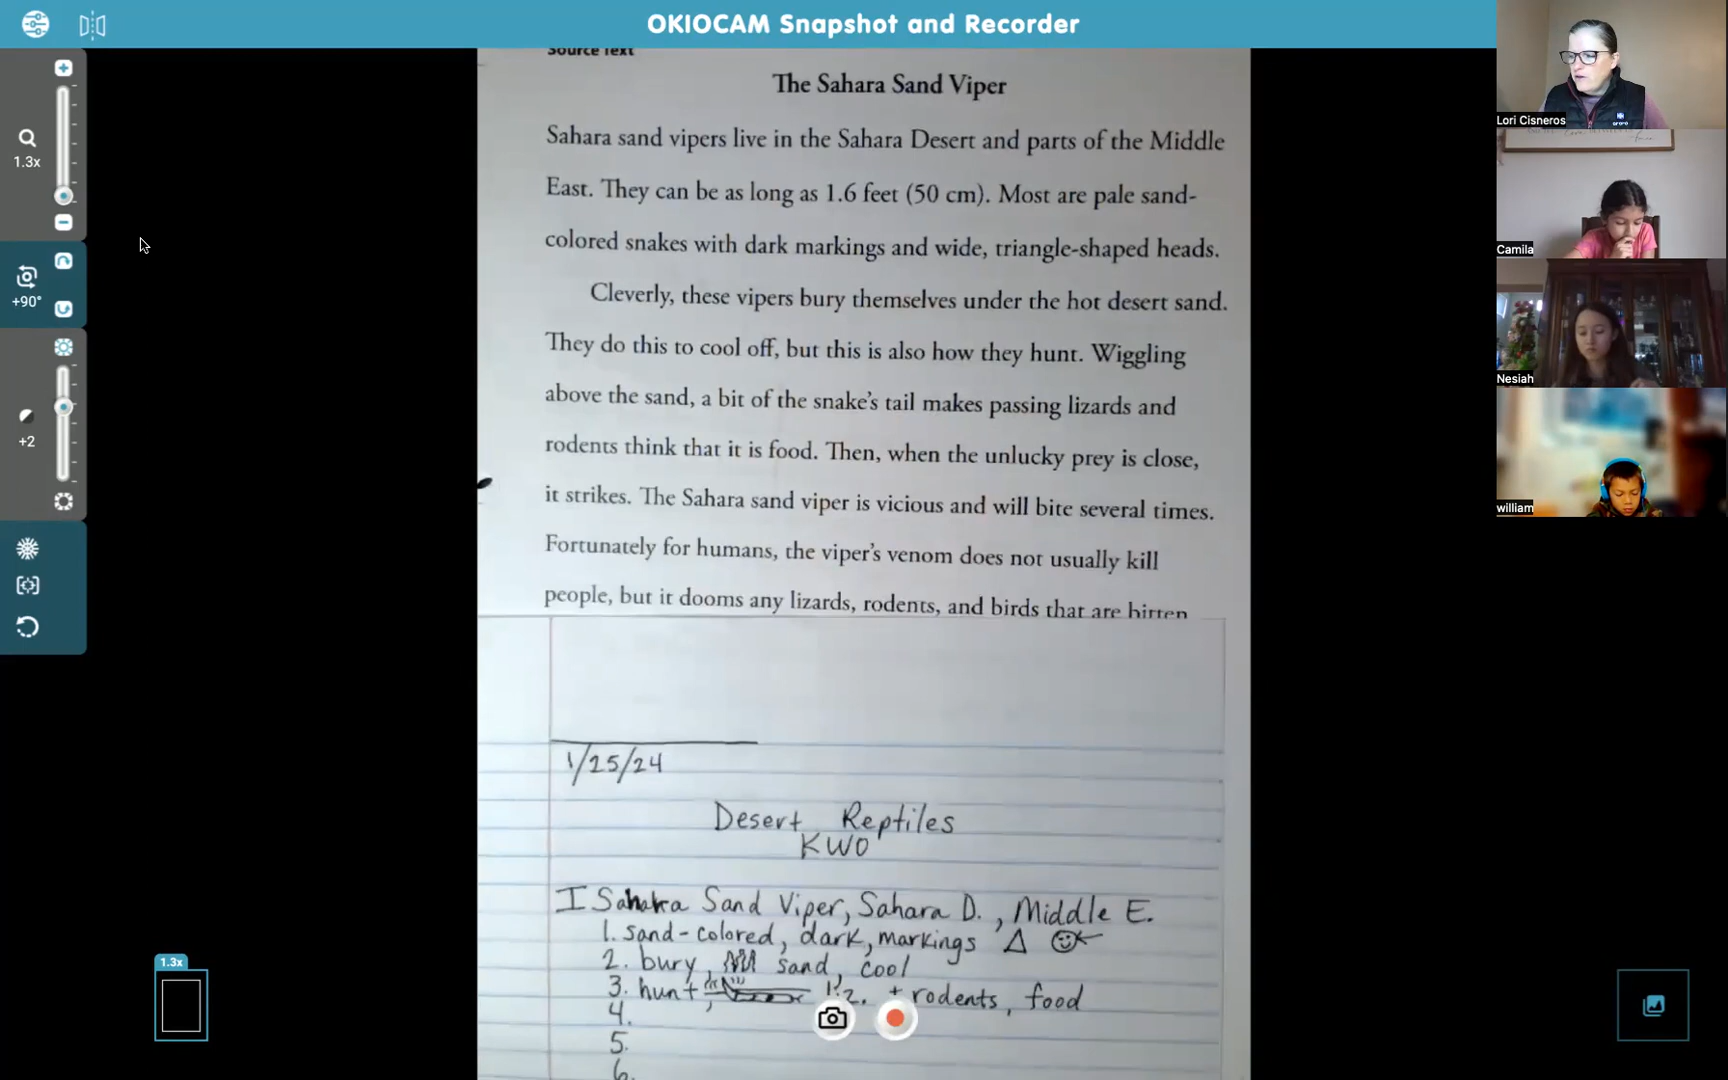 OKIOCAM Snapshot and Recorder
Source Text
The Sahara Sand Viper
Sahara sand vipers live in the Sahara Desert and parts of the Middle
East. They can be as long as 1.6 feet (50 cm). Most are pale sand-
colored snakes with dark markings and wide, triangle-shaped heads.
Cleverly, these vipers bury themselves under the hot desert sand.
They do this to cool off, but this is also how they hunt. Wiggling
above the sand, a bit of the snake's tail makes passing lizards and
rodents think that it is food. Then, when the unlucky prey is close,
it strikes. The Sahara sand viper is vicious and will bite several times.
Fortunately for humans, the viper's venom does not usually kill
people, but it dooms any lizards, rodents, and birds that are bitten
1/25/24
Desert Reptiles
KWO
I Sahara Sand Viper, Sahara D., Middle E.
1. sand-colored, dark, markings
2. bury, sand, cool
3. hunt + rodents, food
4.
5.
6.
1.3x
+90°
+2
1.3x
Lori Cisneros
Camila
Nesiah
william